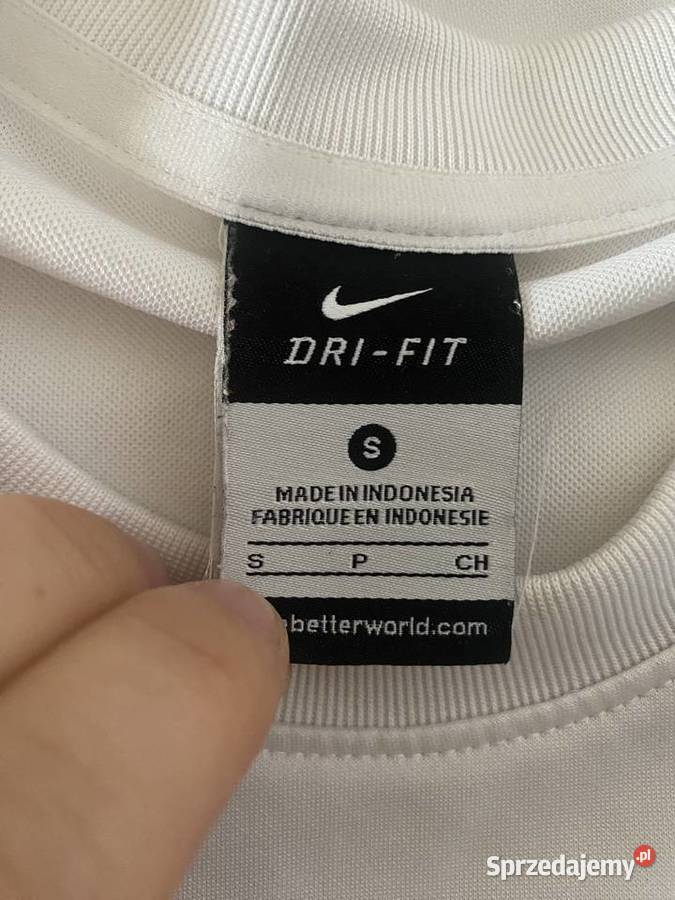 DRI-FIT
S
MADE IN INDONESIA
FABRIQUE EN INDONESIE
S P CH
betterworld.com
Sprzedajemy.pl